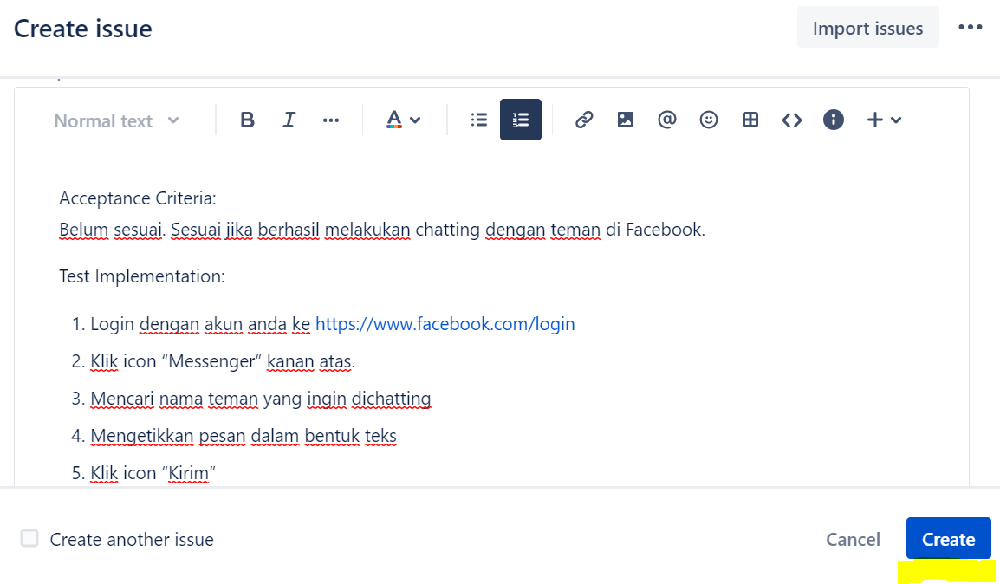 Create issue
Import issues
Normal text
Acceptance Criteria:
Belum sesuai. Sesuai jika berhasil melakukan chatting dengan teman di Facebook.
Test Implementation:
1. Login dengan akun anda ke https://www.facebook.com/login
2. Klik icon “Messenger” kanan atas.
3. Mencari nama teman yang ingin dichatting
4. Mengetikkan pesan dalam bentuk teks
5. Klik icon “Kirim”
Create another issue
Cancel
Create